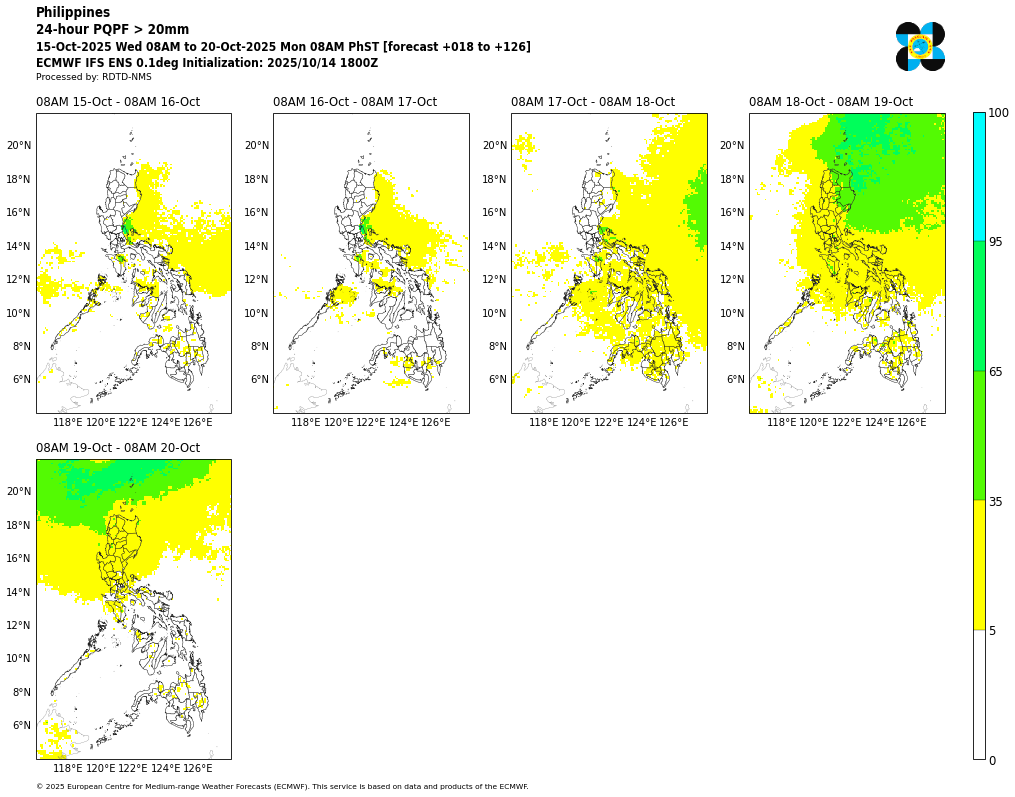 Philippines
24-hour PQPF > 20mm
15-Oct-2025 Wed 08AM to 20-Oct-2025 Mon 08AM PhST [forecast +018 to +126]
ECMWF IFS ENS 0.1deg Initialization: 2025/10/14 1800Z
Processed by: RDTD-NMS
08AM 15-Oct - 08AM 16-Oct
08AM 16-Oct - 08AM 17-Oct
08AM 17-Oct - 08AM 18-Oct
08AM 18-Oct - 08AM 19-Oct
20°N 20°N 20°N 20°N
18°N 18°N 18°N 18°N
16°N 16°N 16°N 16°N
14°N 14°N 14°N 14°N
12°N 12°N 12°N 12°N
10°N 10°N 10°N 10°N
8°N 8°N 8°N 8°N
6°N 6°N 6°N 6°N
118°E 120°E 122°E 124°E 126°E
118°E 120°E 122°E 124°E 126°E
118°E 120°E 122°E 124°E 126°E
118°E 120°E 122°E 124°E 126°E
100
95
65
35
5
0
08AM 19-Oct - 08AM 20-Oct
20°N
18°N
16°N
14°N
12°N
10°N
8°N
6°N
118°E 120°E 122°E 124°E 126°E
© 2025 European Centre for Medium-range Weather Forecasts (ECMWF). This service is based on data and products of the ECMWF.